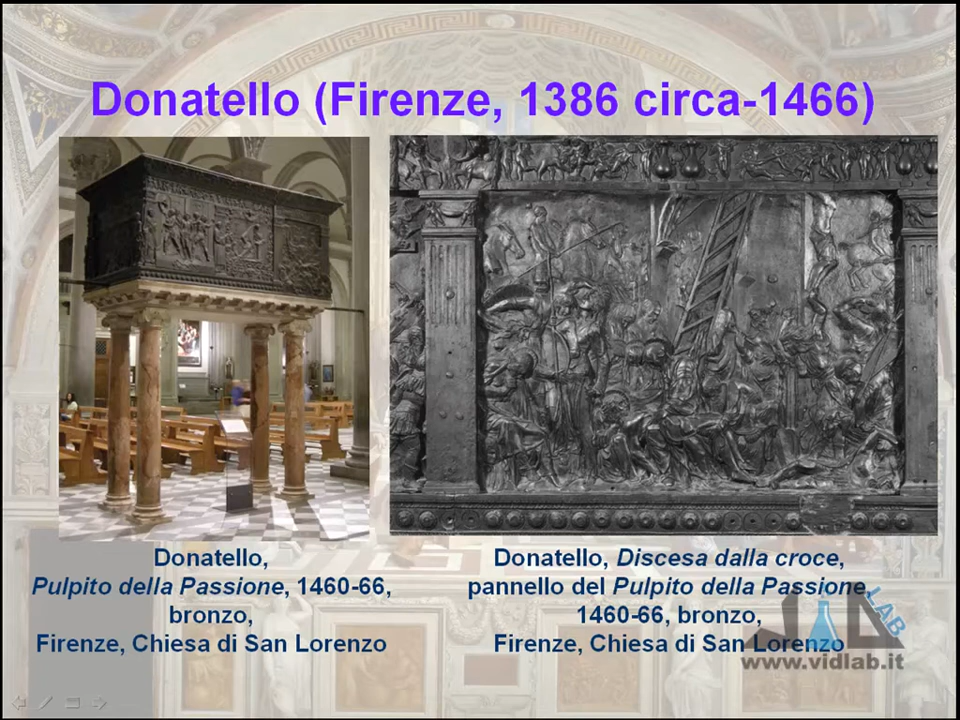 Donatello (Firenze, 1386 circa-1466)
Donatello,
Pulpito della Passione, 1460-66,
bronzo,
Firenze, Chiesa di San Lorenzo
Donatello, Discesa dalla croce,
pannello del Pulpito della Passione,
1460-66, bronzo,
Firenze, Chiesa di San Lorenzo
VID LAB
www.vidlab.it